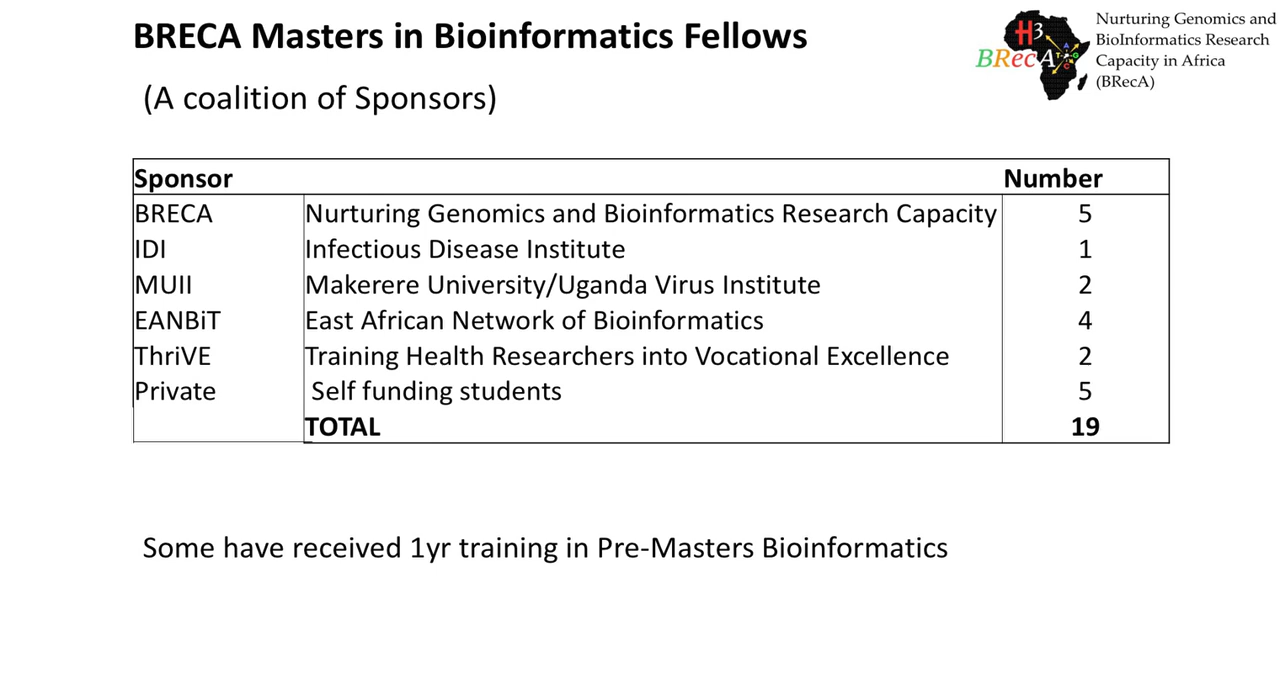 BRECA Masters in Bioinformatics Fellows
(A coalition of Sponsors)
H3
BRecA
Nurturing Genomics and
BioInformatics Research
Capacity in Africa
(BRecA)
Sponsor Number
BRECA Nurturing Genomics and Bioinformatics Research Capacity 5
IDI Infectious Disease Institute 1
MUII Makerere University/Uganda Virus Institute 2
EANBiT East African Network of Bioinformatics 4
ThriVE Training Health Researchers into Vocational Excellence 2
Private Self funding students 5
TOTAL 19
Some have received 1yr training in Pre-Masters Bioinformatics